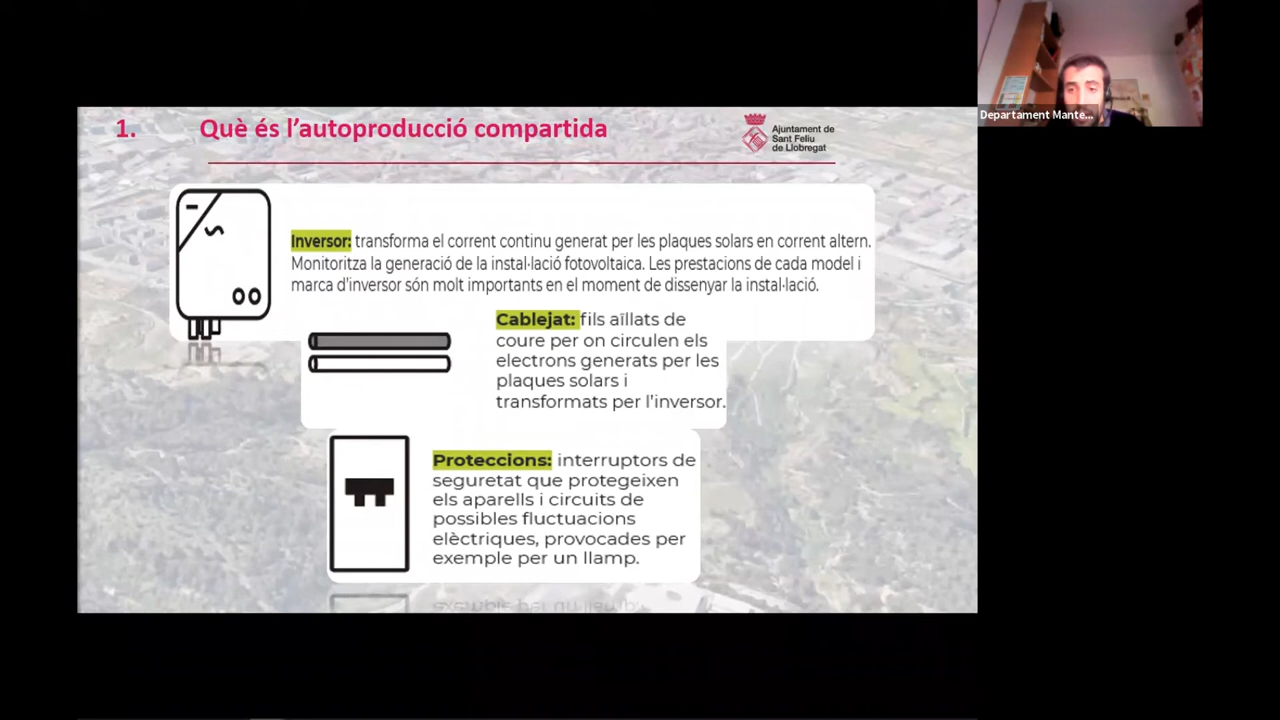 1. Què és l'autoproducció compartida
Ajuntament de
Sant Feliu
de Llobregat
Departament Mante...
Inversor: transforma el corrent continu generat per les plaques solars en corrent altern.
Monitoritza la generació de la instal·lació fotovoltaica. Les prestacions de cada model i
marca d'inversor són molt importants en el moment de dissenyar la instal·lació.
Cablejat: fils aïllats de
coure per on circulen els
electrons generats per les
plaques solars i
transformats per l'inversor.
Proteccions: interruptors de
seguretat que protegeixen
els aparells i circuits de
possibles fluctuacions
elèctriques, provocades per
exemple per un llamp.